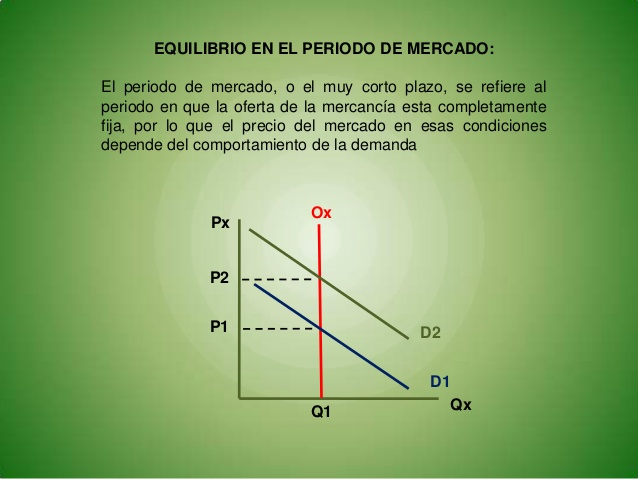 EQUILIBRIO EN EL PERIODO DE MERCADO:
El periodo de mercado, o el muy corto plazo, se refiere al
periodo en que la oferta de la mercancía esta completamente
fija, por lo que el precio del mercado en esas condiciones
depende del comportamiento de la demanda
Ox
Px
P2
P1
D2
D1
Qx
Q1